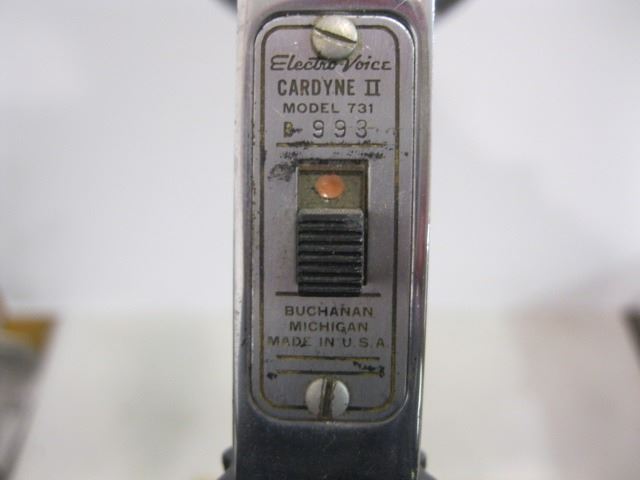 Electro-Voice
CARDYNE II
MODEL 731
B 993
BUCHANAN
MICHIGAN
MADE IN U.S.A.